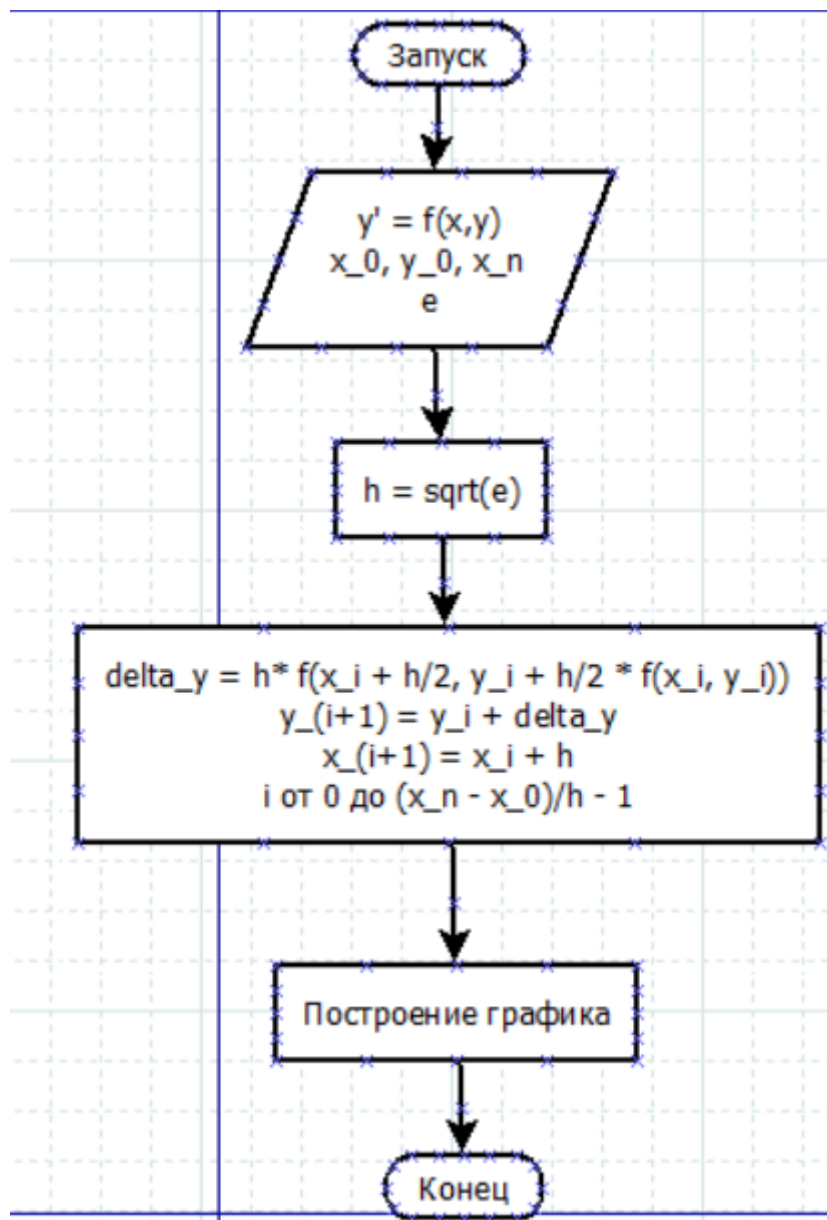 Запуск
y' = f(x,y)
x_0, y_0, x_n
e
h = sqrt(e)
delta_y = h* f(x_i + h/2, y_i + h/2 * f(x_i, y_i))
y_(i+1) = y_i + delta_y
x_(i+1) = x_i + h
i от 0 до (x_n - x_0)/h - 1
Построение графика
Конец